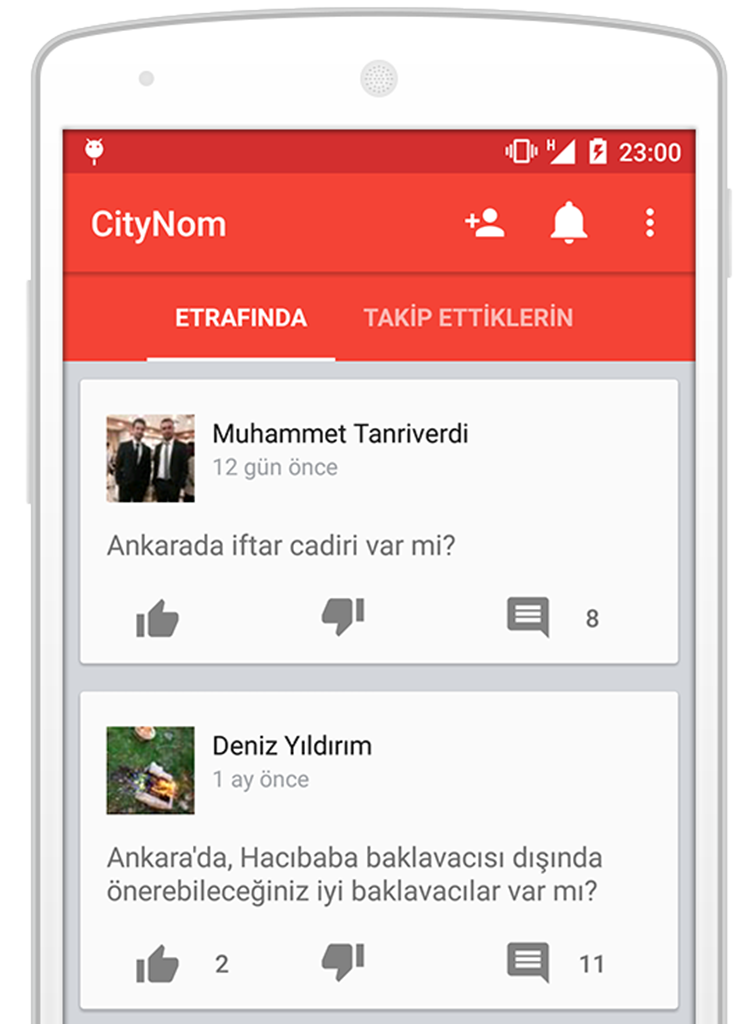 H 23:00
CityNom
ETRAFINDA TAKİP ETTİKLERİN
Muhammet Tanriverdi
12 gün önce
Ankarada iftar cadiri var mi?
8
Deniz Yıldırım
1 ay önce
Ankara'da, Hacıbaba baklavacısı dışında
önerebileceğiniz iyi baklavacılar var mı?
2 11